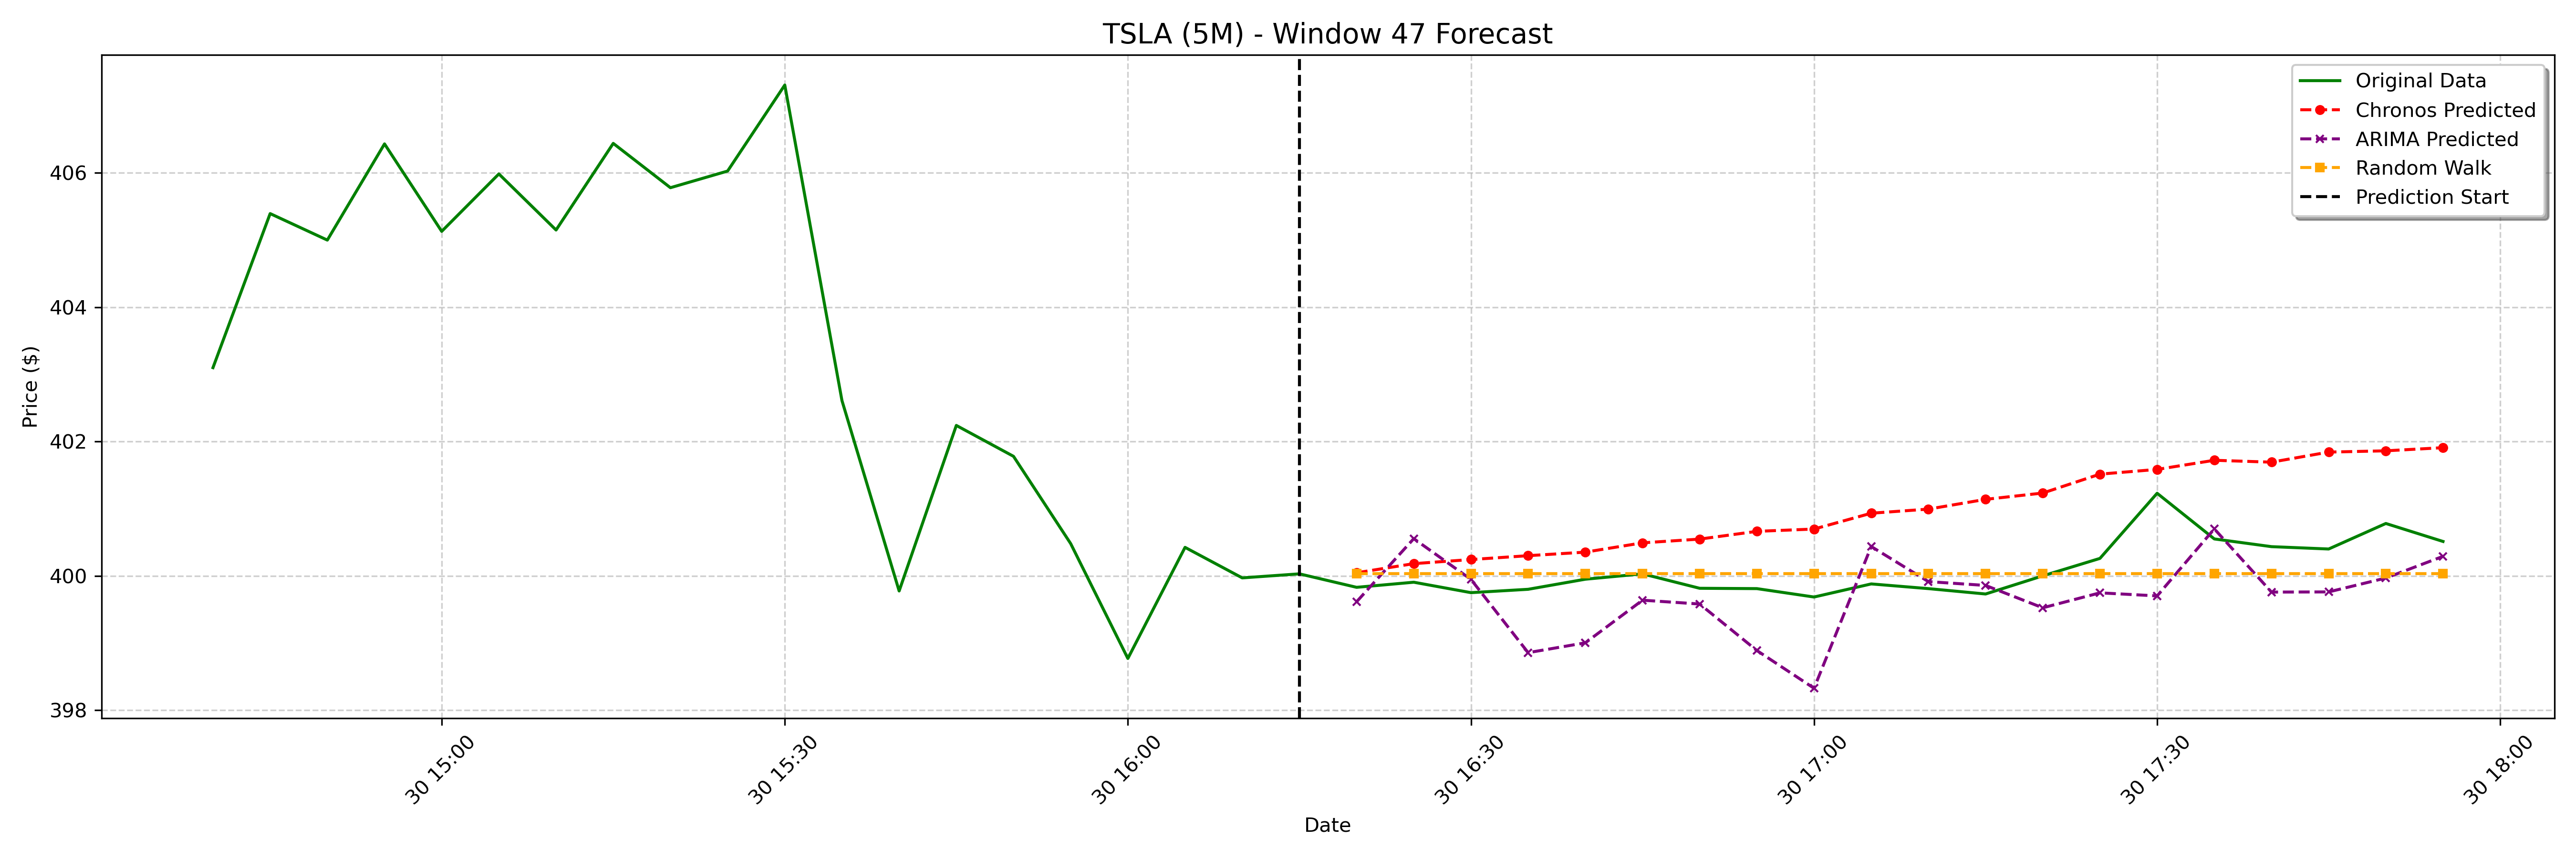 TSLA (5M) - Window 47 Forecast
Price ($)
406
404
402
400
398
Original Data
Chronos Predicted
ARIMA Predicted
Random Walk
Prediction Start
30 15:00
30 15:30
30 16:00
30 16:30
30 17:00
30 17:30
30 18:00
Date